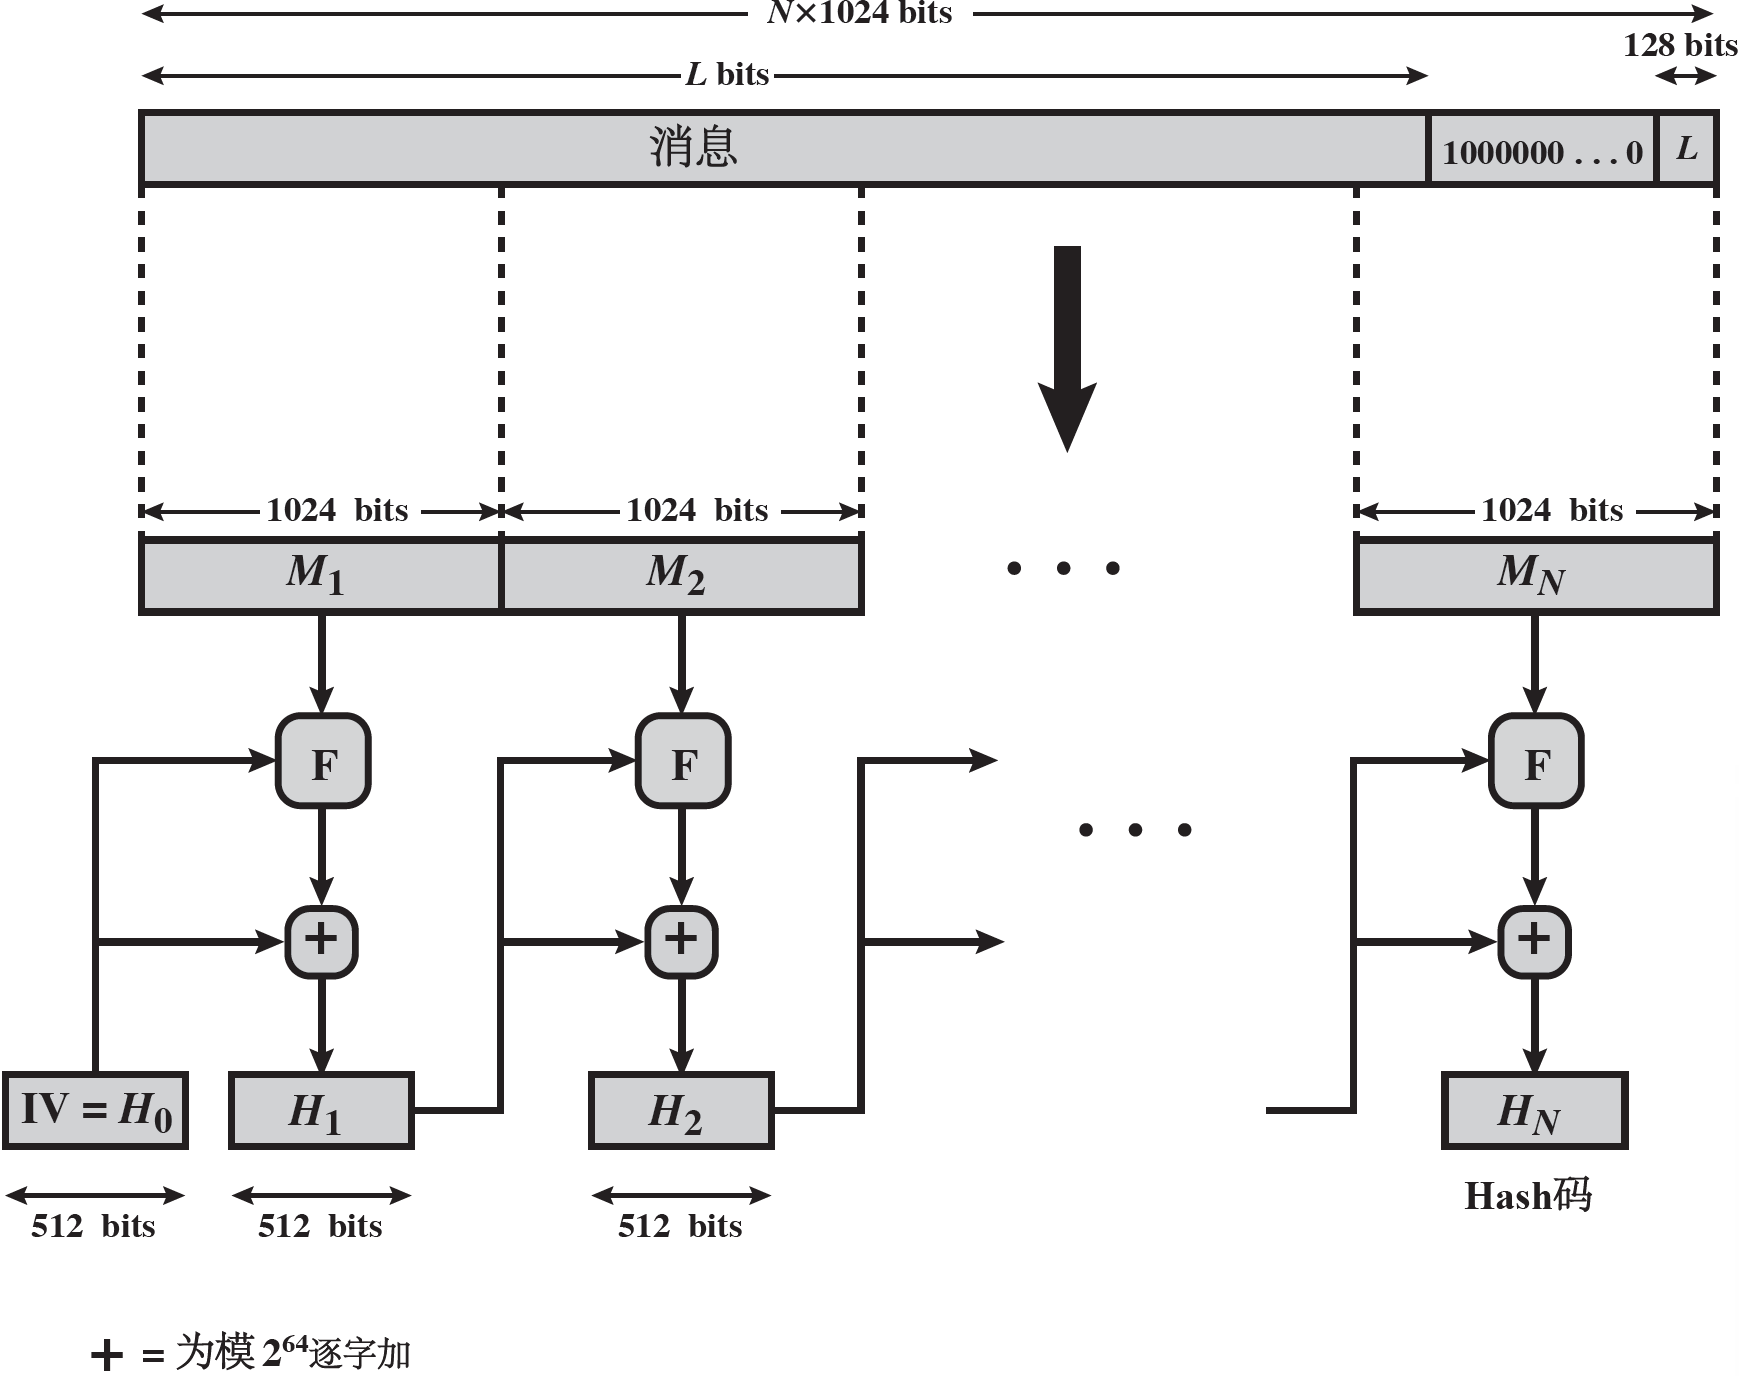 N×1024 bits
128 bits
L bits
消息 1000000 . . . 0 L
1024 bits 1024 bits 1024 bits
M1 M2 . . . MN
F F F
. . .
+ + +
IV = H0 H1 H2 HN
Hash码
512 bits 512 bits 512 bits
+ = 为模 2^64逐字加